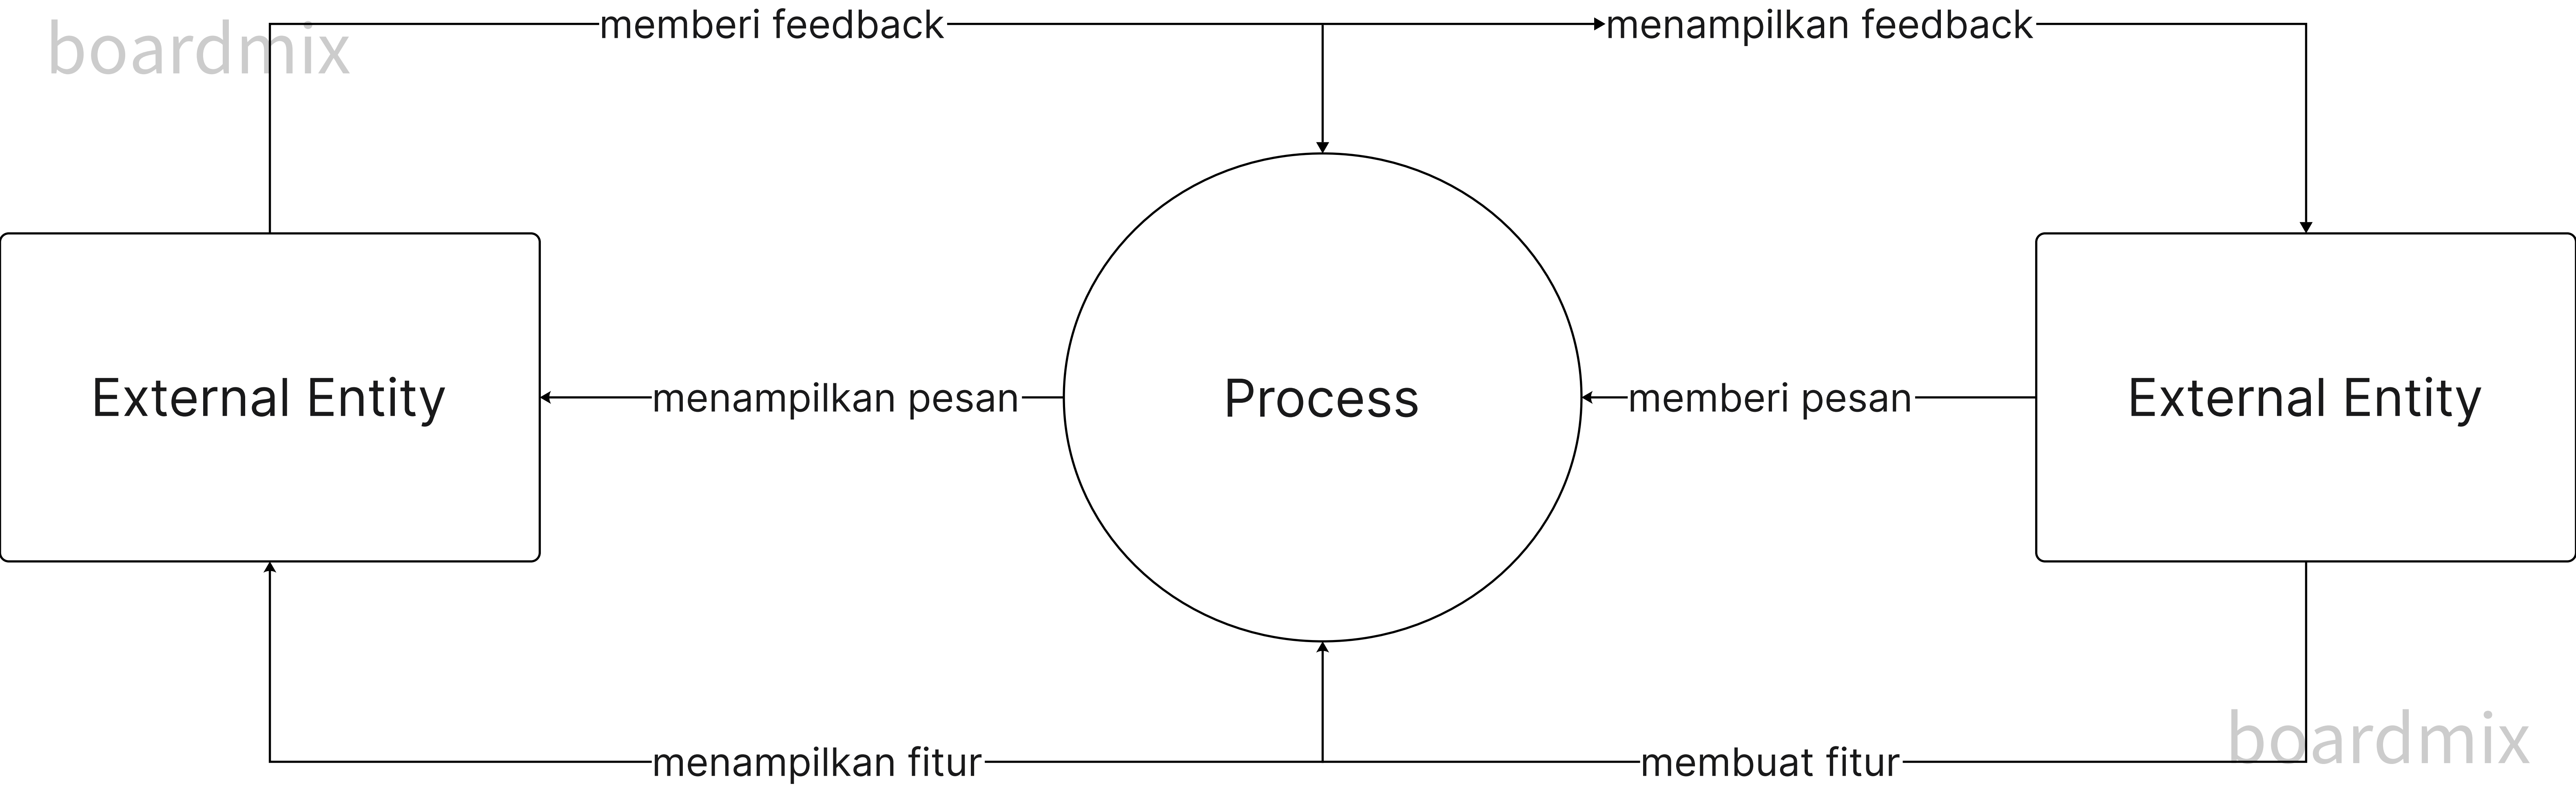 boardmix
memberi feedback
menampilkan feedback
External Entity
menampilkan pesan
Process
memberi pesan
External Entity
menampilkan fitur
membuat fitur
boardmix